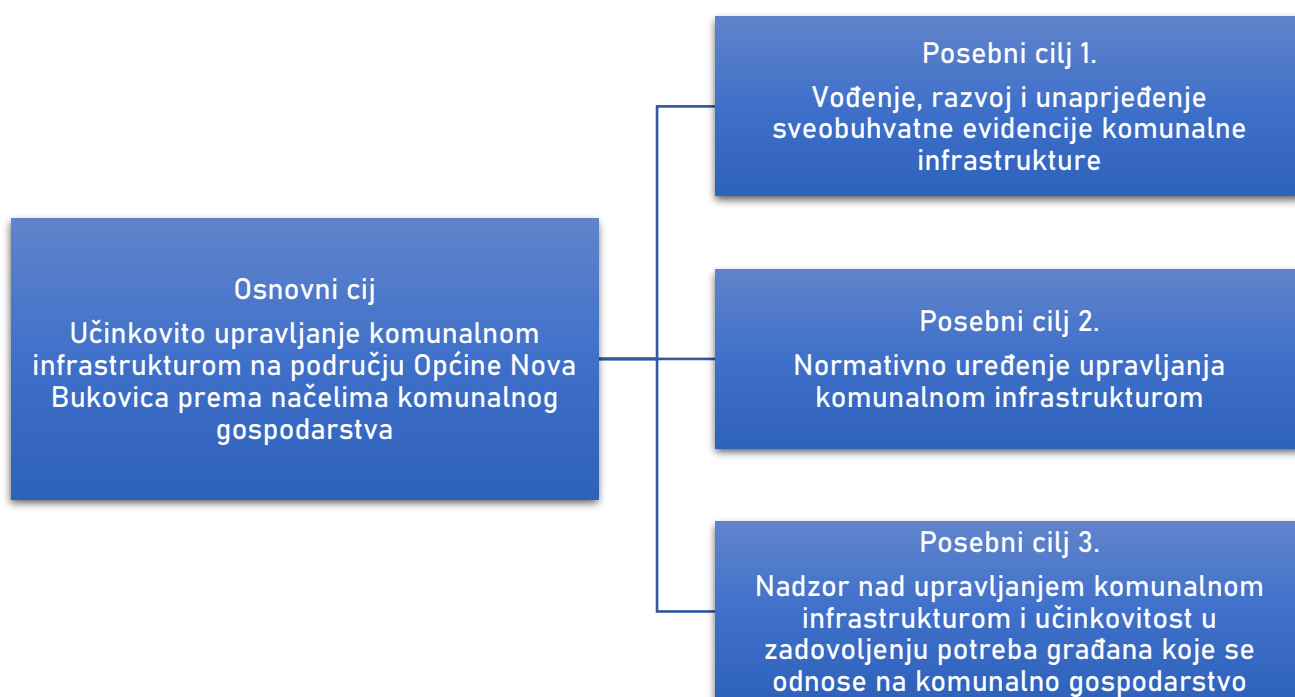 Posebni cilj 1.
Vođenje, razvoj i unaprjeđenje
sveobuhvatne evidencije komunalne
infrastrukture
Osnovni cij
Učinkovito upravljanje komunalnom
infrastrukturom na području Općine Nova
Bukovica prema načelima komunalnog
gospodarstva
Posebni cilj 2.
Normativno uređenje upravljanja
komunalnom infrastrukturom
Posebni cilj 3.
Nadzor nad upravljanjem komunalnom
infrastrukturom i učinkovitost u
zadovoljenju potreba građana koje se
odnose na komunalno gospodarstvo